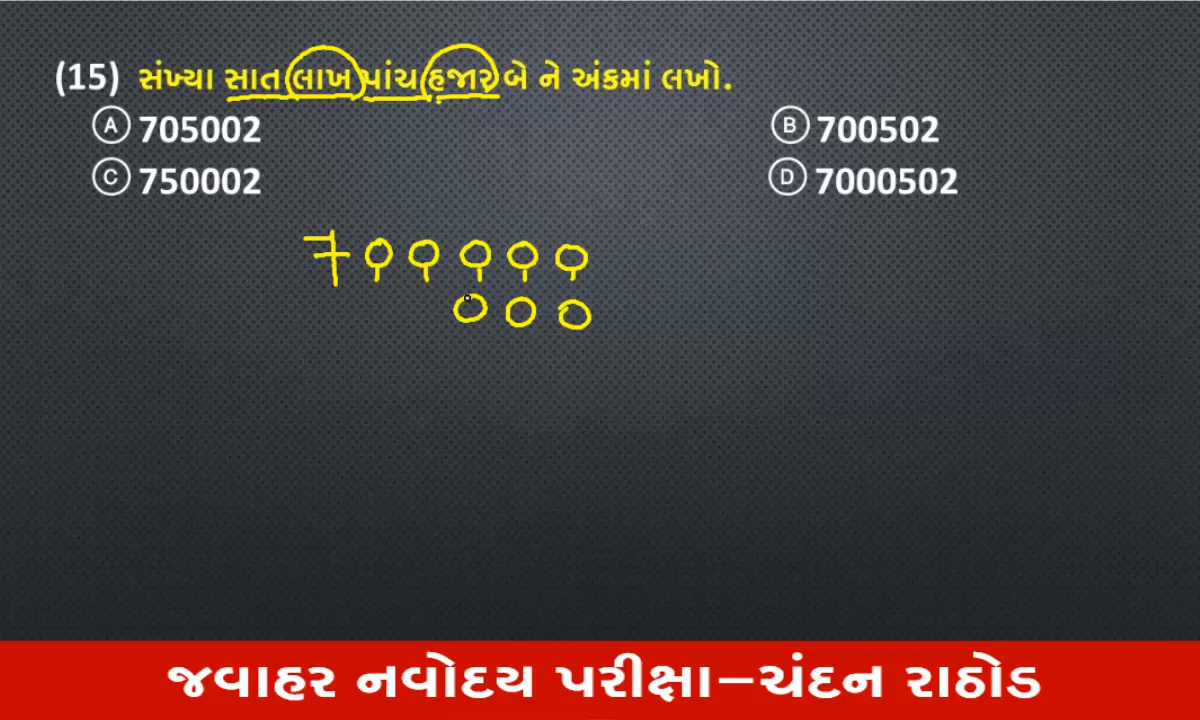 (15) સંખ્યા સાત લાખ પાંચ હજાર બે ને અંકમાં લખો.
A 705002 B 700502
C 750002 D 7000502
700000
000
જવાહર નવોદય પરીક્ષા–ચંદન રાઠોડ